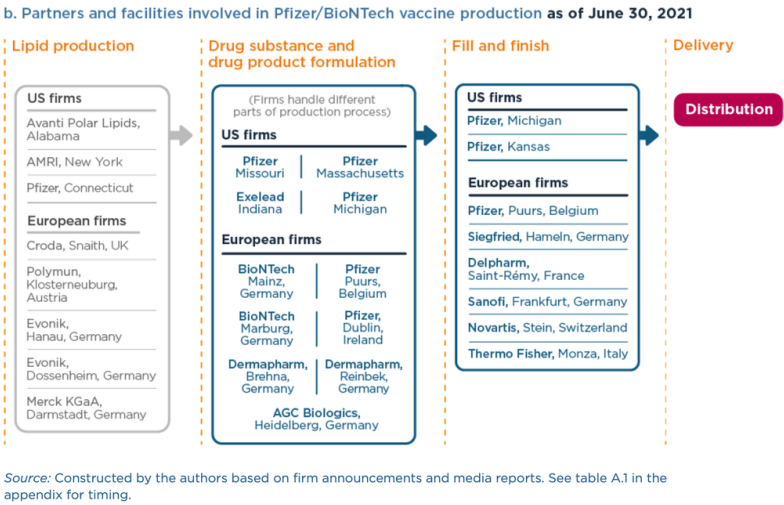 b. Partners and facilities involved in Pfizer/BioNTech vaccine production as of June 30, 2021
Lipid production
US firms
Avanti Polar Lipids,
Alabama
AMRI, New York
Pfizer, Connecticut
European firms
Croda, Snaith, UK
Polymun,
Klosterneuburg,
Austria
Evonik,
Hanau, Germany
Evonik,
Dossenheim, Germany
Merck KGaA,
Darmstadt, Germany
Drug substance and
drug product formulation
(Firms handle different
parts of production process)
US firms
Pfizer
Missouri
Pfizer
Massachusetts
Exelead
Indiana
Pfizer
Michigan
European firms
BioNTech
Mainz,
Germany
Pfizer
Puurs,
Belgium
BioNTech
Marburg,
Germany
Pfizer,
Dublin,
Ireland
Dermapharm,
Brehna,
Germany
Dermapharm,
Reinbek,
Germany
AGC Biologics,
Heidelberg, Germany
Fill and finish
US firms
Pfizer, Michigan
Pfizer, Kansas
European firms
Pfizer, Puurs, Belgium
Siegfried, Hameln, Germany
Delpharm,
Saint-Rémy, France
Sanofi, Frankfurt, Germany
Novartis, Stein, Switzerland
Thermo Fisher, Monza, Italy
Delivery
Distribution
Source: Constructed by the authors based on firm announcements and media reports. See table A.1 in the
appendix for timing.